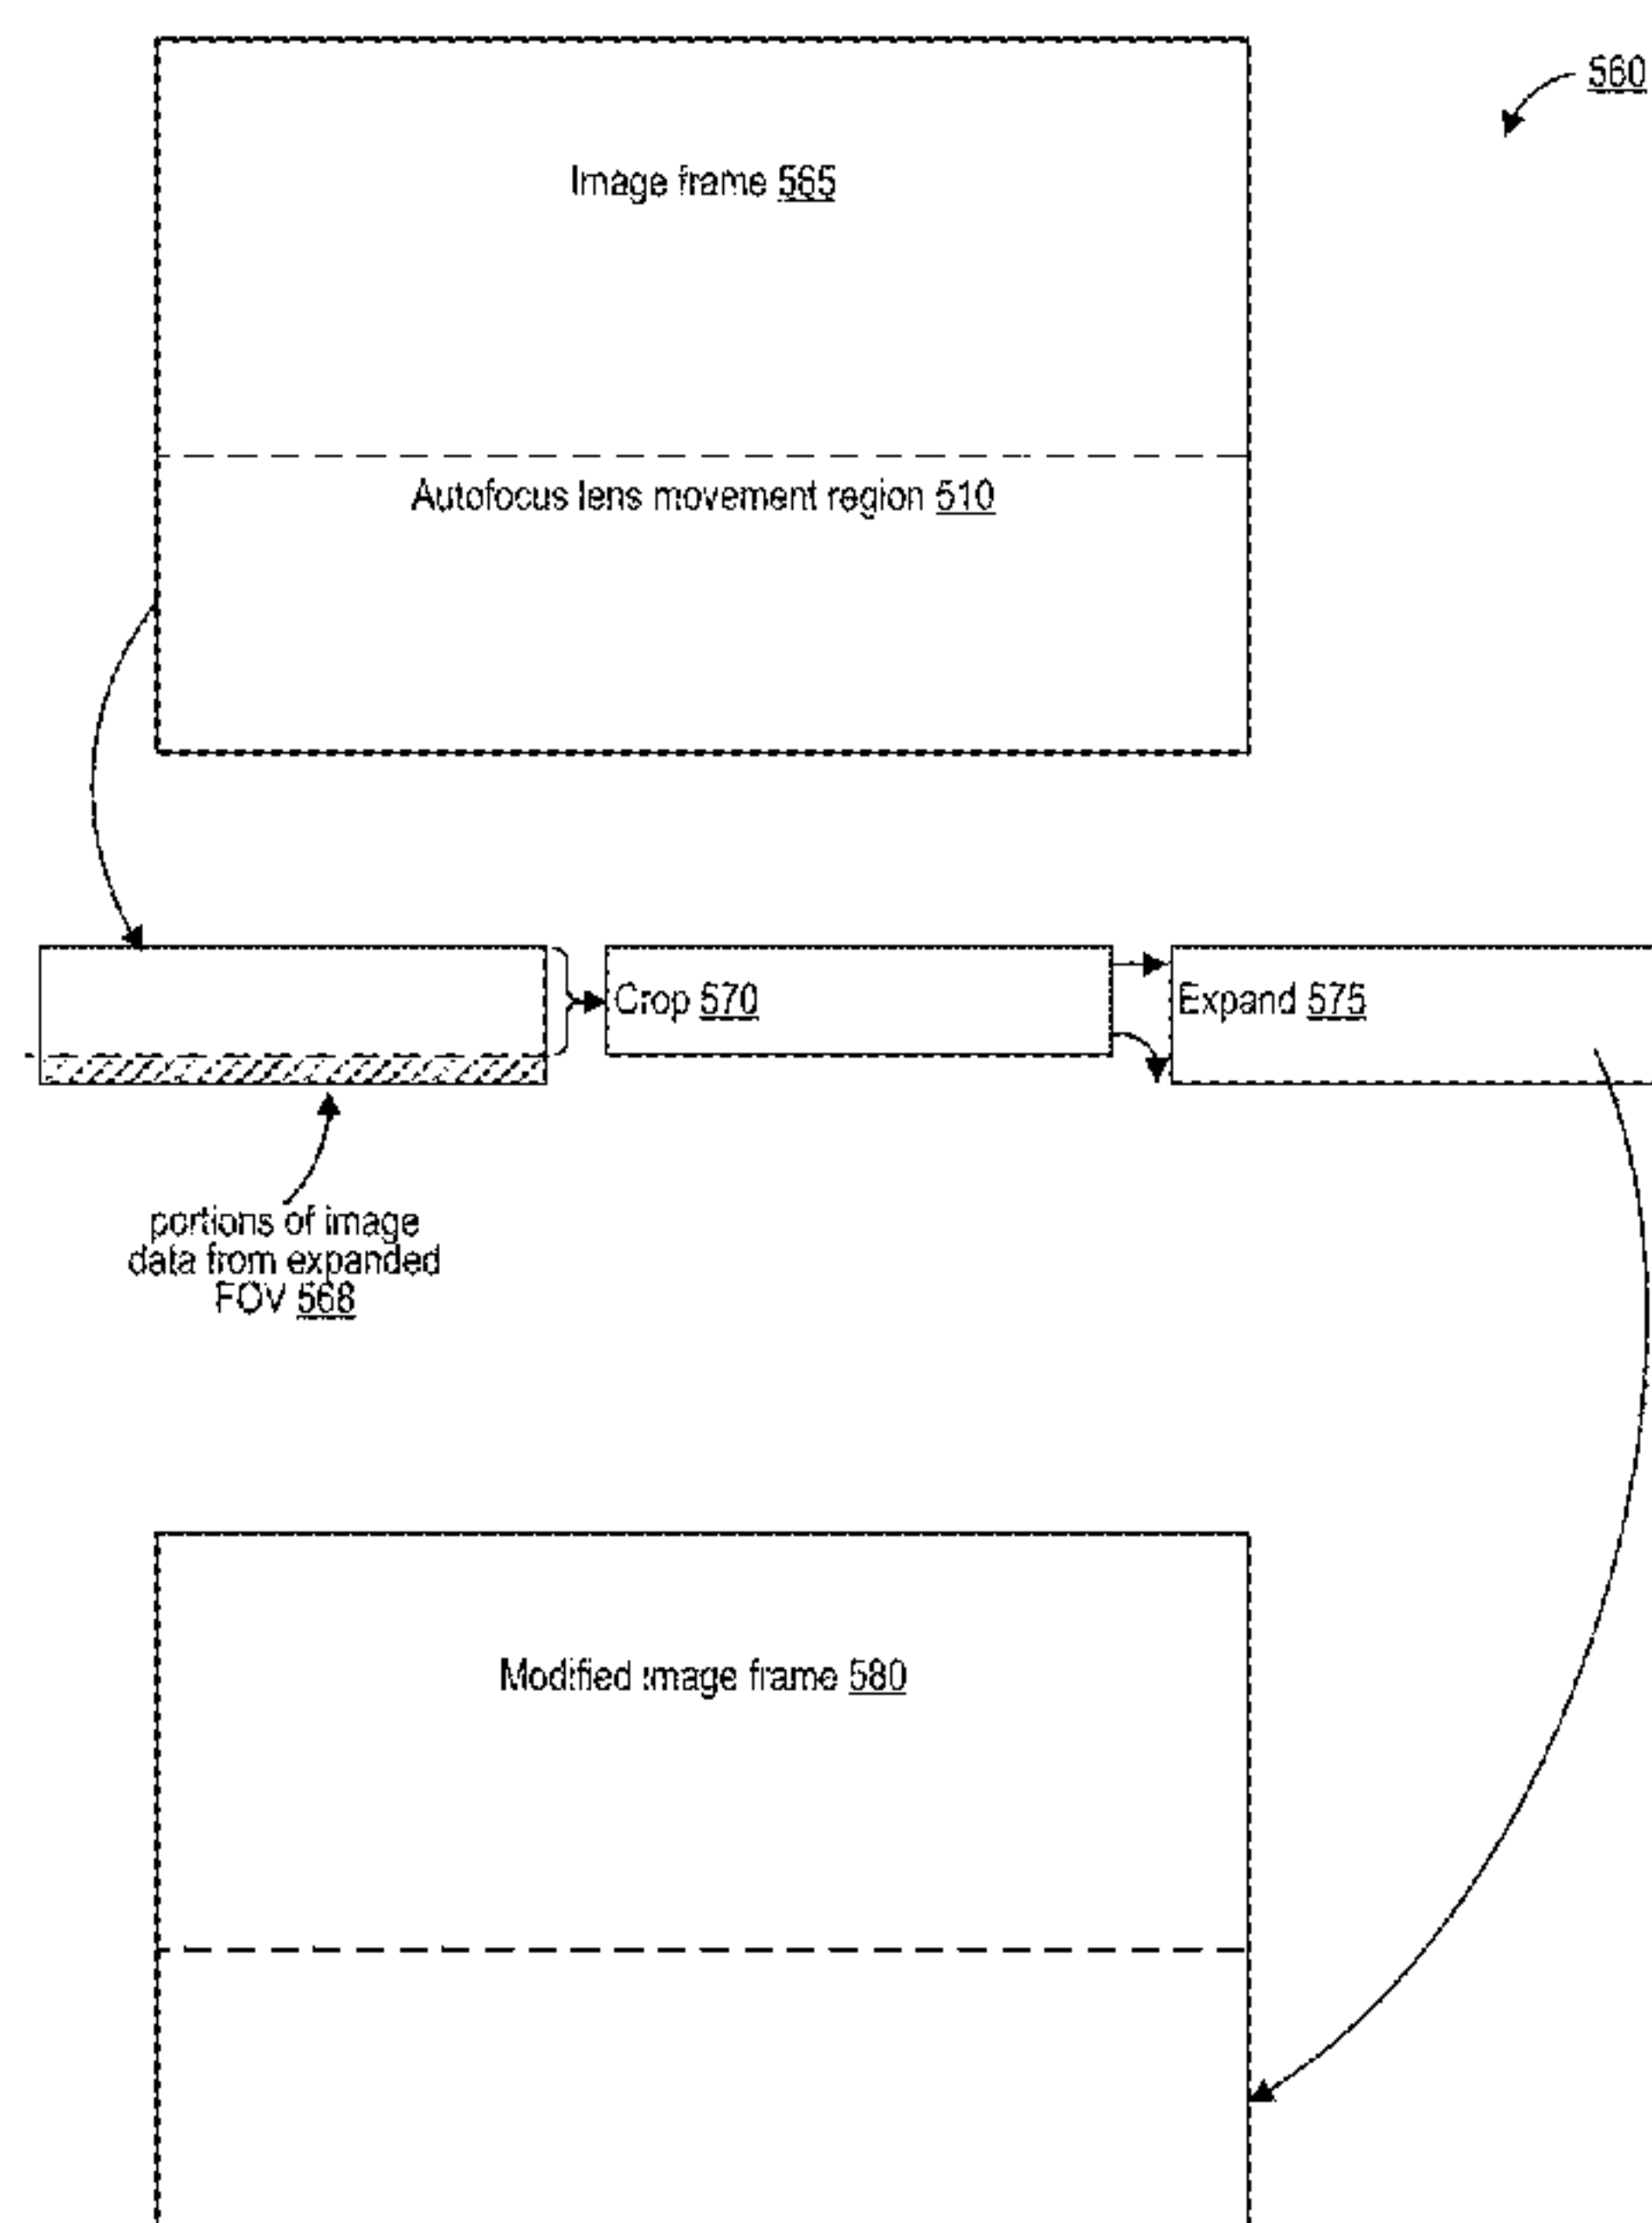 560
Image frame 565
Autofocus lens movement region 510
Crop 570
Expand 575
portions of image
data from expanded
FOV 568
Modified image frame 580